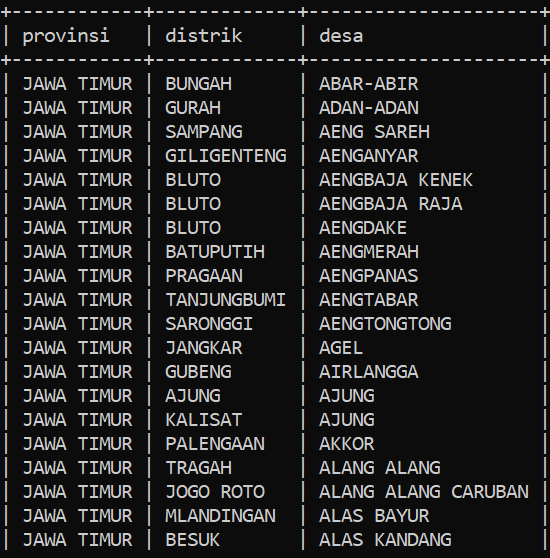 +------------+-------------+---------------------+
| provinsi   | distrik     | desa                |
+------------+-------------+---------------------+
| JAWA TIMUR | BUNGAH      | ABAR-ABIR           |
| JAWA TIMUR | GURAH       | ADAN-ADAN           |
| JAWA TIMUR | SAMPANG     | AENG SAREH          |
| JAWA TIMUR | GILIGENTENG | AENGANYAR           |
| JAWA TIMUR | BLUTO       | AENGBAJA KENEK      |
| JAWA TIMUR | BLUTO       | AENGBAJA RAJA       |
| JAWA TIMUR | BLUTO       | AENGDAKE            |
| JAWA TIMUR | BATUPUTIH   | AENGMERAH           |
| JAWA TIMUR | PRAGAAN     | AENGPANAS           |
| JAWA TIMUR | TANJUNGBUMI | AENGTABAR           |
| JAWA TIMUR | SARONGGI    | AENGTONGTONG        |
| JAWA TIMUR | JANGKAR     | AGEL                |
| JAWA TIMUR | GUBENG      | AIRLANGGA           |
| JAWA TIMUR | AJUNG       | AJUNG               |
| JAWA TIMUR | KALISAT     | AJUNG               |
| JAWA TIMUR | PALENGAAN   | AKKOR               |
| JAWA TIMUR | TRAGAH      | ALANG ALANG         |
| JAWA TIMUR | JOGO ROTO   | ALANG ALANG CARUBAN |
| JAWA TIMUR | MLANDINGAN  | ALAS BAYUR          |
| JAWA TIMUR | BESUK       | ALAS KANDANG        |